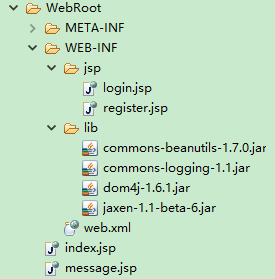 WebRoot
META-INF
WEB-INF
jsp
login.jsp
register.jsp
lib
commons-beanutils-1.7.0.jar
commons-logging-1.1.jar
dom4j-1.6.1.jar
jaxen-1.1-beta-6.jar
web.xml
index.jsp
message.jsp